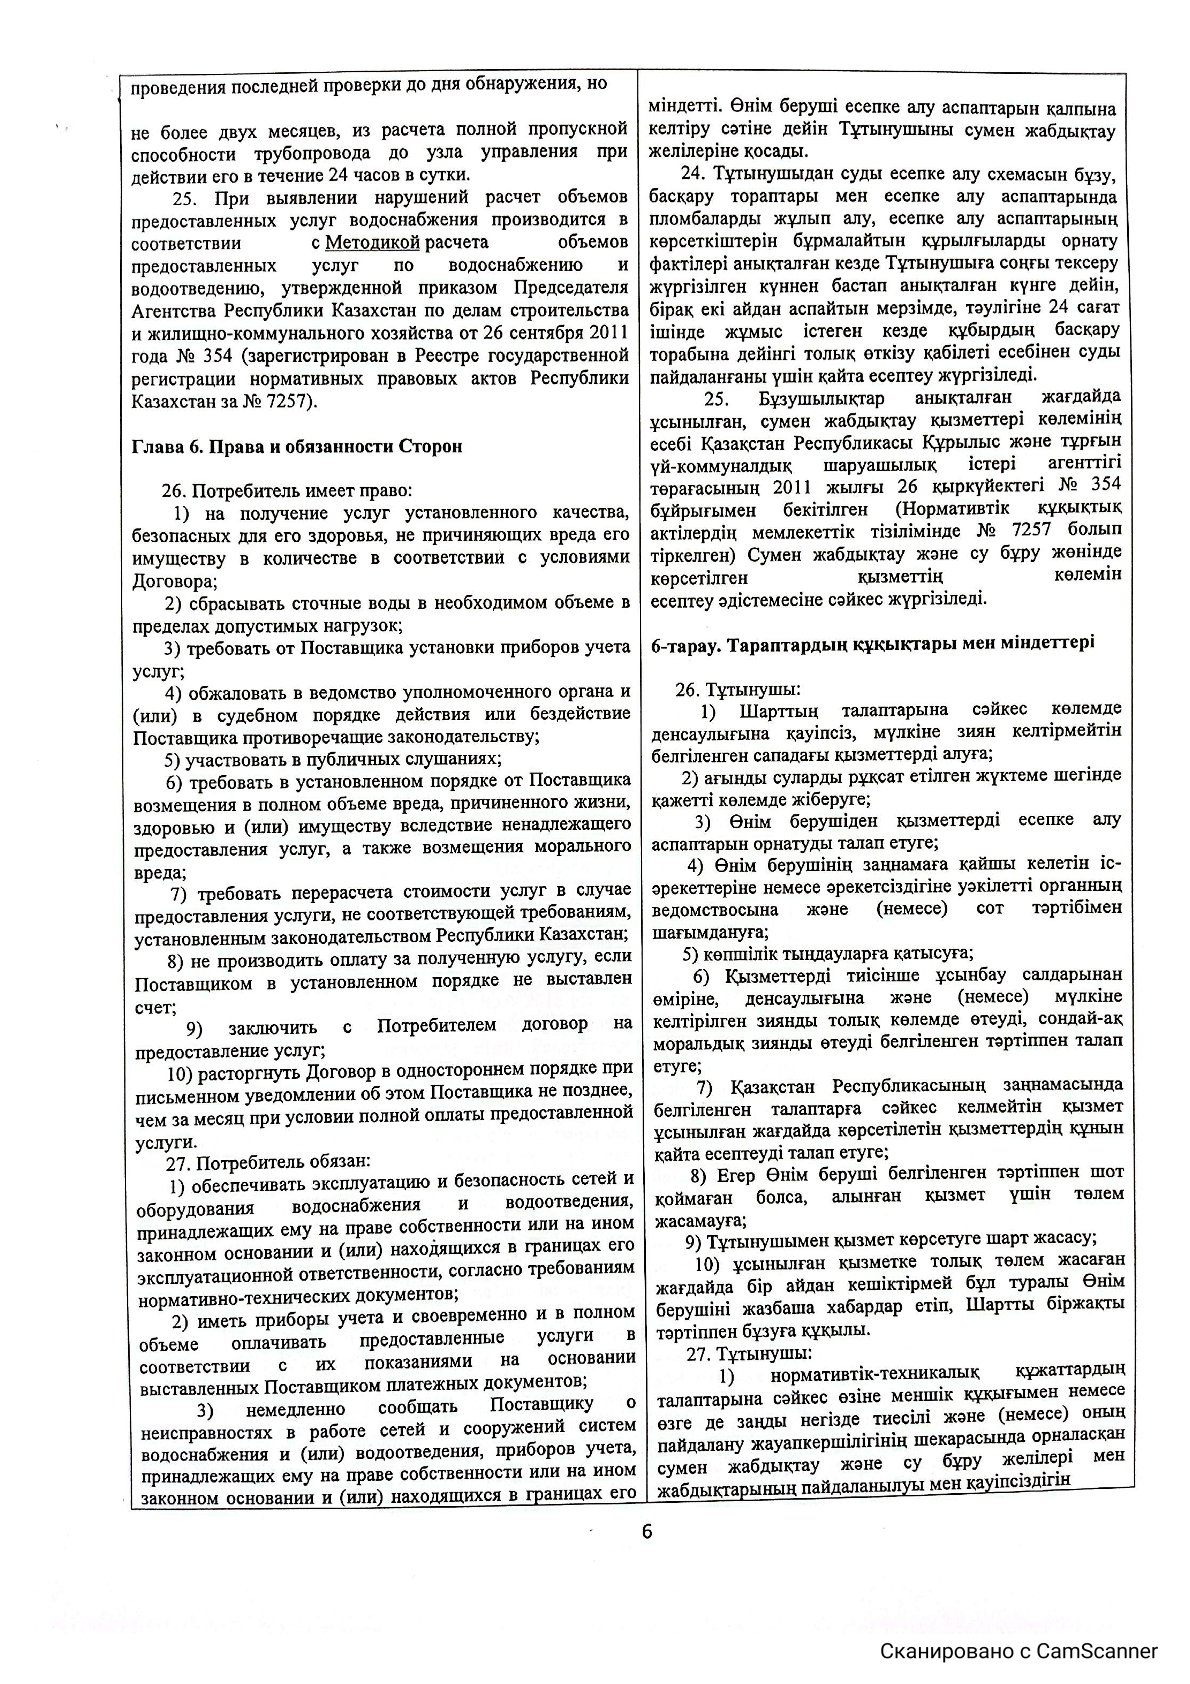 проведения последней проверки до дня обнаружения, но
не более двух месяцев, из расчета полной пропускной
способности трубопровода до узла управления при
действии его в течение 24 часов в сутки.
25. При выявлении нарушений расчет объемов
предоставленных услуг водоснабжения производится в
соответствии с Методикой расчета объемов
предоставленных услуг по водоснабжению и
водоотведению, утвержденной приказом Председателя
Агентства Республики Казахстан по делам строительства
и жилищно-коммунального хозяйства от 26 сентября 2011
года № 354 (зарегистрирован в Реестре государственной
регистрации нормативных правовых актов Республики
Казахстан за № 7257).
Глава 6. Права и обязанности Сторон
26. Потребитель имеет право:
1) на получение услуг установленного качества,
безопасных для его здоровья, не причиняющих вреда его
имуществу в количестве в соответствии с условиями
Договора;
2) сбрасывать сточные воды в необходимом объеме в
пределах допустимых нагрузок;
3) требовать от Поставщика установки приборов учета
услуг;
4) обжаловать в ведомство уполномоченного органа и
(или) в судебном порядке действия или бездействие
Поставщика противоречащие законодательству;
5) участвовать в публичных слушаниях;
6) требовать в установленном порядке от Поставщика
возмещения в полном объеме вреда, причиненного жизни,
здоровью и (или) имуществу вследствие ненадлежащего
предоставления услуг, а также возмещения морального
вреда;
7) требовать перерасчета стоимости услуг в случае
предоставления услуги, не соответствующей требованиям,
установленным законодательством Республики Казахстан;
8) не производить оплату за полученную услугу, если
Поставщиком в установленном порядке не выставлен
счет;
9) заключить с Потребителем договор на
предоставление услуг;
10) расторгнуть Договор в одностороннем порядке при
письменном уведомлении об этом Поставщика не позднее,
чем за месяц при условии полной оплаты предоставленной
услуги.
27. Потребитель обязан:
1) обеспечивать эксплуатацию и безопасность сетей и
оборудования водоснабжения и водоотведения,
принадлежащих ему на праве собственности или на ином
законном основании и (или) находящихся в границах его
эксплуатационной ответственности, согласно требованиям
нормативно-технических документов;
2) иметь приборы учета и своевременно и в полном
объеме оплачивать предоставленные услуги в
соответствии с их показаниями на основании
выставленных Поставщиком платежных документов;
3) немедленно сообщать Поставщику о
неисправностях в работе сетей и сооружений систем
водоснабжения и (или) водоотведения, приборов учета,
принадлежащих ему на праве собственности или на ином
законном основании и (или) находящихся в границах его
міндетті. Өнім беруші есепке алу аспаптарын қалпына
келтіру сәтіне дейін Тұтынушыны сумен жабдықтау
желілеріне қосады.
24. Тұтынушыдан суды есепке алу схемасын бұзу,
басқару тораптары мен есепке алу аспаптарында
пломбаларды жұлып алу, есепке алу аспаптарының
көрсеткіштерін бұрмалайтын құрылғыларды орнату
фактілері анықталған кезде Тұтынушыға соңғы тексеру
жүргізілген күннен бастап анықталған күнге дейін,
бірақ екі айдан аспайтын мерзімде, тәулігіне 24 сағат
ішінде жұмыс істеген кезде құбырдың басқару
торабына дейінгі толық өткізу қабілеті есебінен суды
пайдаланғаны үшін қайта есептеу жүргізіледі.
25. Бұзушылықтар анықталған жағдайда
ұсынылған, сумен жабдықтау қызметтері көлемінің
есебі Қазақстан Республикасы Құрылыс және тұрғын
үй-коммуналдық шаруашылық істері агенттігі
төрағасының 2011 жылғы 26 қыркүйектегі № 354
бұйрығымен бекітілген (Нормативтік құқықтық
актілердің мемлекеттік тізілімінде № 7257 болып
тіркелген) Сумен жабдықтау және су бұру жөнінде
көрсетілген қызметтің көлемін
есептеу әдістемесіне сәйкес жүргізіледі.
6-тарау. Тараптардың құқықтары мен міндеттері
26. Тұтынушы:
1) Шарттың талаптарына сәйкес көлемде
денсаулығына қауіпсіз, мүлкіне зиян келтірмейтін
белгіленген сападағы қызметтерді алуға;
2) ағынды суларды рұқсат етілген жүктеме шегінде
қажетті көлемде жіберуге;
3) Өнім берушіден қызметтерді есепке алу
аспаптарын орнатуды талап етуге;
4) Өнім берушінің заңнамаға қайшы келетін іс-
әрекеттеріне немесе әрекетсіздігіне уәкілетті органның
ведомствосына және (немесе) сот тәртібімен
шағымдануға;
5) көпшілік тыңдауларға қатысуға;
6) Қызметтерді тиісінше ұсынбау салдарынан
өміріне, денсаулығына және (немесе) мүлкіне
келтірілген зиянды толық көлемде өтеуді, сондай-ақ
моральдық зиянды өтеуді белгіленген тәртіппен талап
етуге;
7) Қазақстан Республикасының заңнамасында
белгіленген талаптарға сәйкес келмейтін қызмет
ұсынылған жағдайда көрсетілетін қызметтердің құнын
қайта есептеуді талап етуге;
8) Егер Өнім беруші белгіленген тәртіппен шот
қоймаған болса, алынған қызмет үшін төлем
жасамауға;
9) Тұтынушымен қызмет көрсетуге шарт жасасу;
10) ұсынылған қызметке толық төлем жасаған
жағдайда бір айдан кешіктірмей бұл туралы Өнім
берушіні жазбаша хабардар етіп, Шартты біржақты
тәртіппен бұзуға құқылы.
27. Тұтынушы:
1) нормативтік-техникалық құжаттардың
талаптарына сәйкес өзіне меншік құқығымен немесе
өзге де заңды негізде тиесілі және (немесе) оның
пайдалану жауапкершілігінің шекарасында орналасқан
сумен жабдықтау және су бұру желілері мен
жабдықтарының пайдаланылуы мен қауіпсіздігін
6
Сканировано с CamScanner